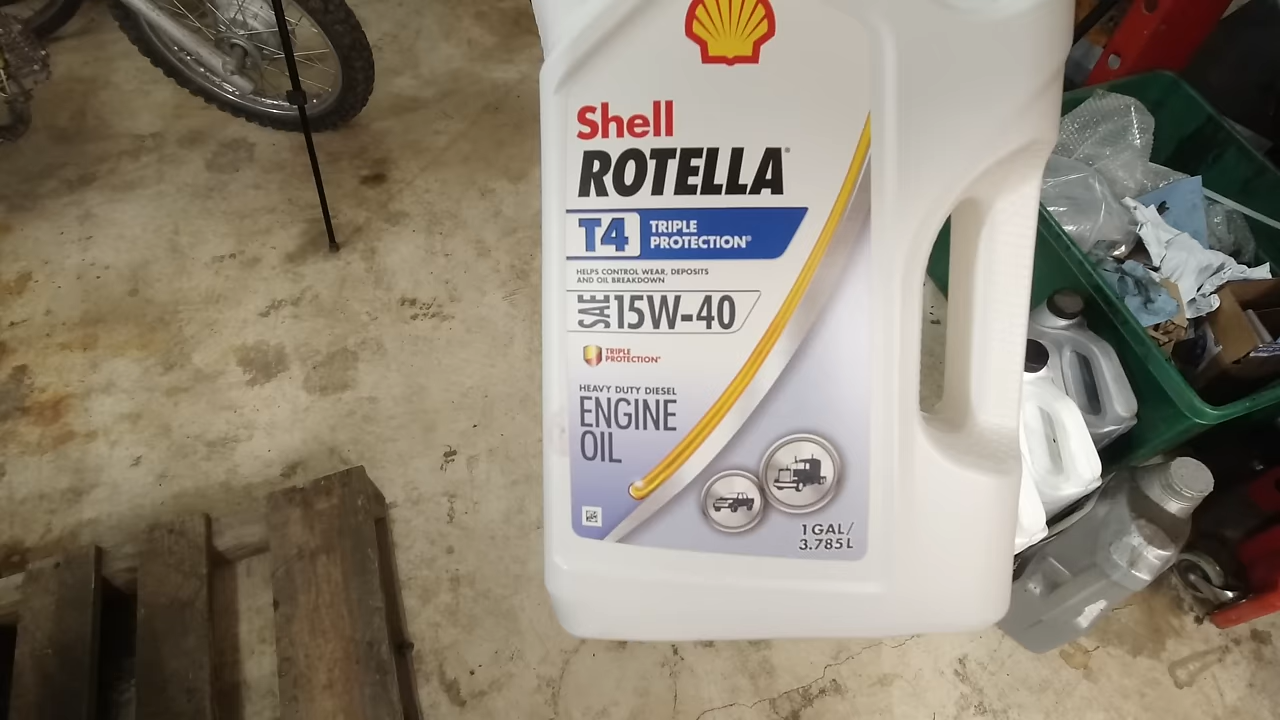 Shell
ROTELLA®
T4 TRIPLE
PROTECTION®
HELPS CONTROL WEAR, DEPOSITS
AND OIL BREAKDOWN
SAE 15W-40
TRIPLE
PROTECTION®
HEAVY DUTY DIESEL
ENGINE
OIL
1 GAL/
3.785 L